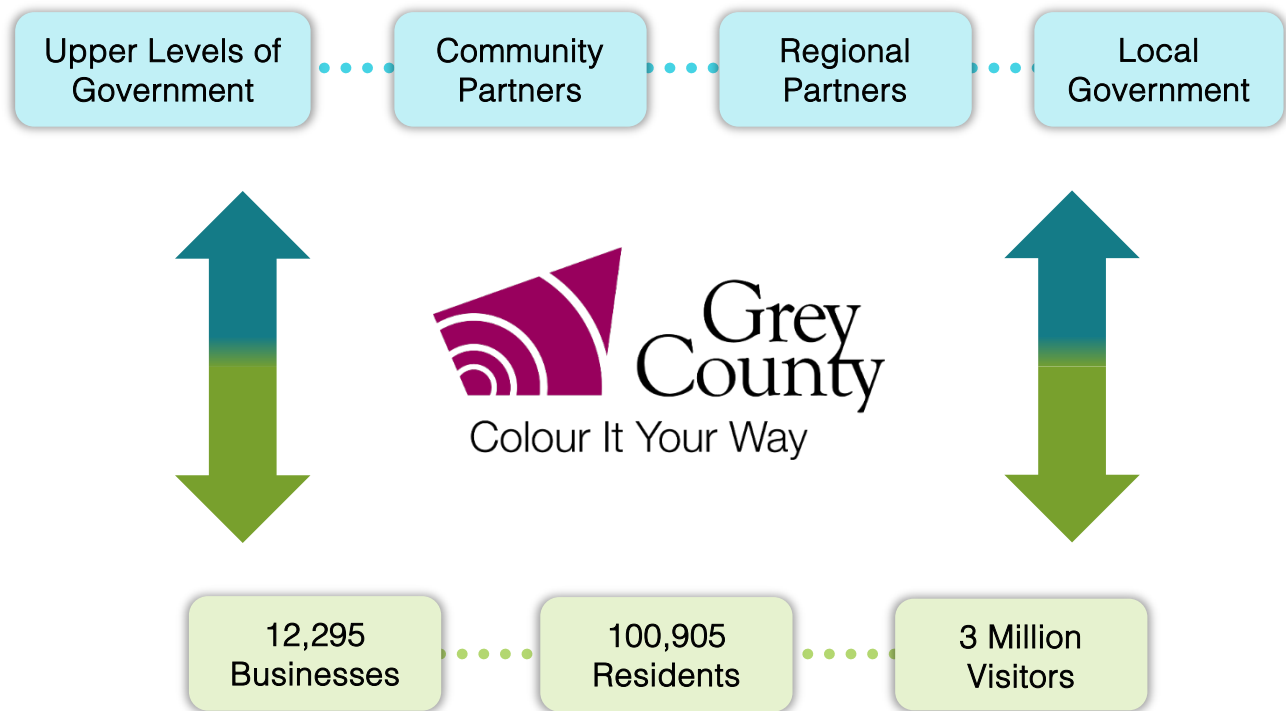 Upper Levels of
Government
Community
Partners
Regional
Partners
Local
Government
Grey
County
Colour It Your Way
12,295
Businesses
100,905
Residents
3 Million
Visitors